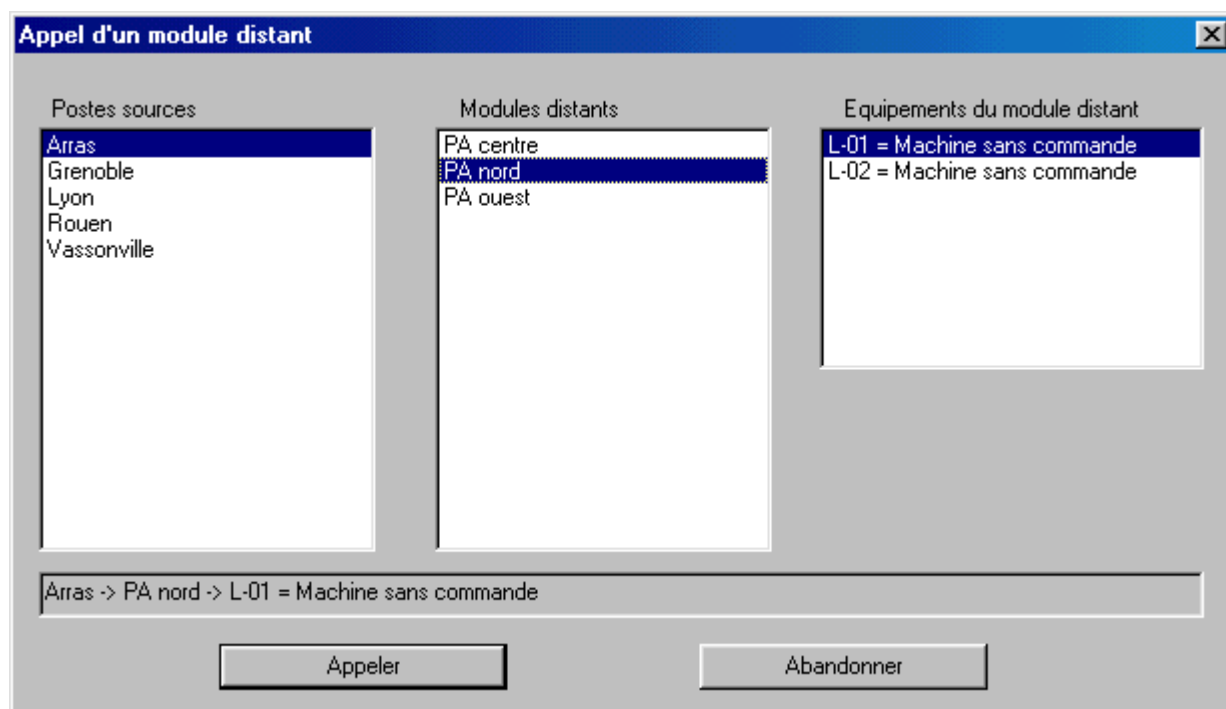 Appel d'un module distant
Postes sources
Arras
Grenoble
Lyon
Rouen
Vassonville
Modules distants
PA centre
PA nord
PA ouest
Equipements du module distant
L-01 = Machine sans commande
L-02 = Machine sans commande
Arras -> PA nord -> L-01 = Machine sans commande
Appeler
Abandonner